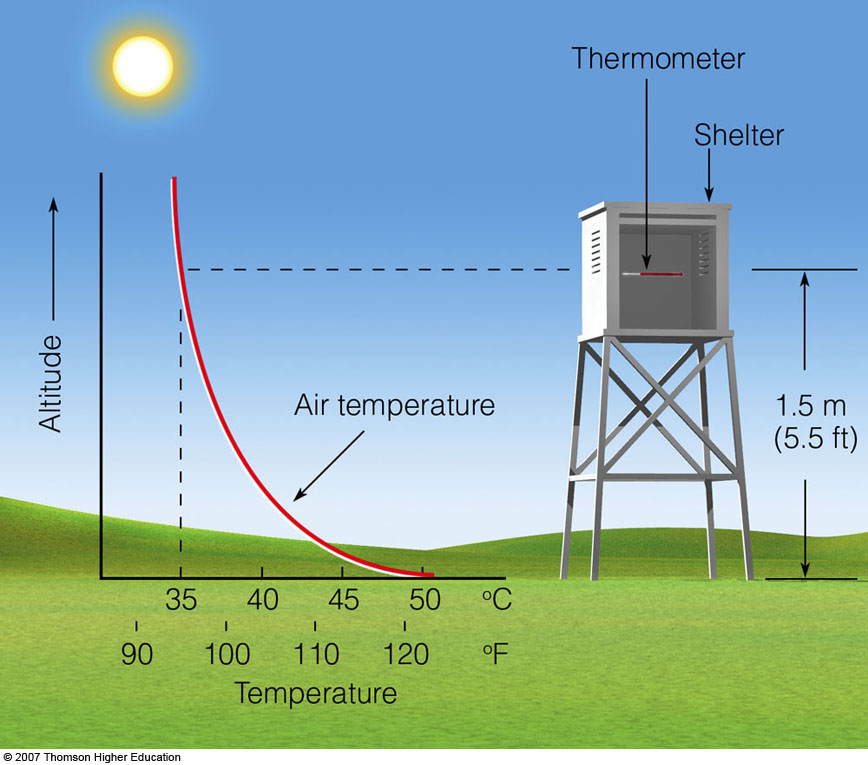 Thermometer
Shelter
Altitude
Air temperature
1.5 m
(5.5 ft)
35 40 45 50 °C
90 100 110 120 °F
Temperature
© 2007 Thomson Higher Education